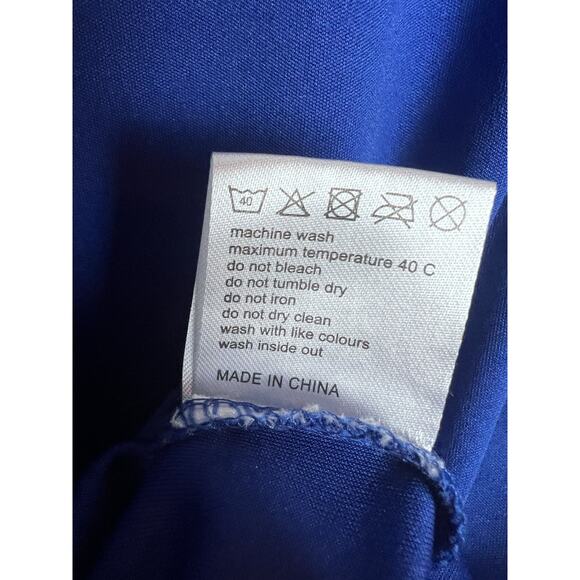 40
machine wash
maximum temperature 40 C
do not bleach
do not tumble dry
do not iron
do not dry clean
wash with like colours
wash inside out
MADE IN CHINA